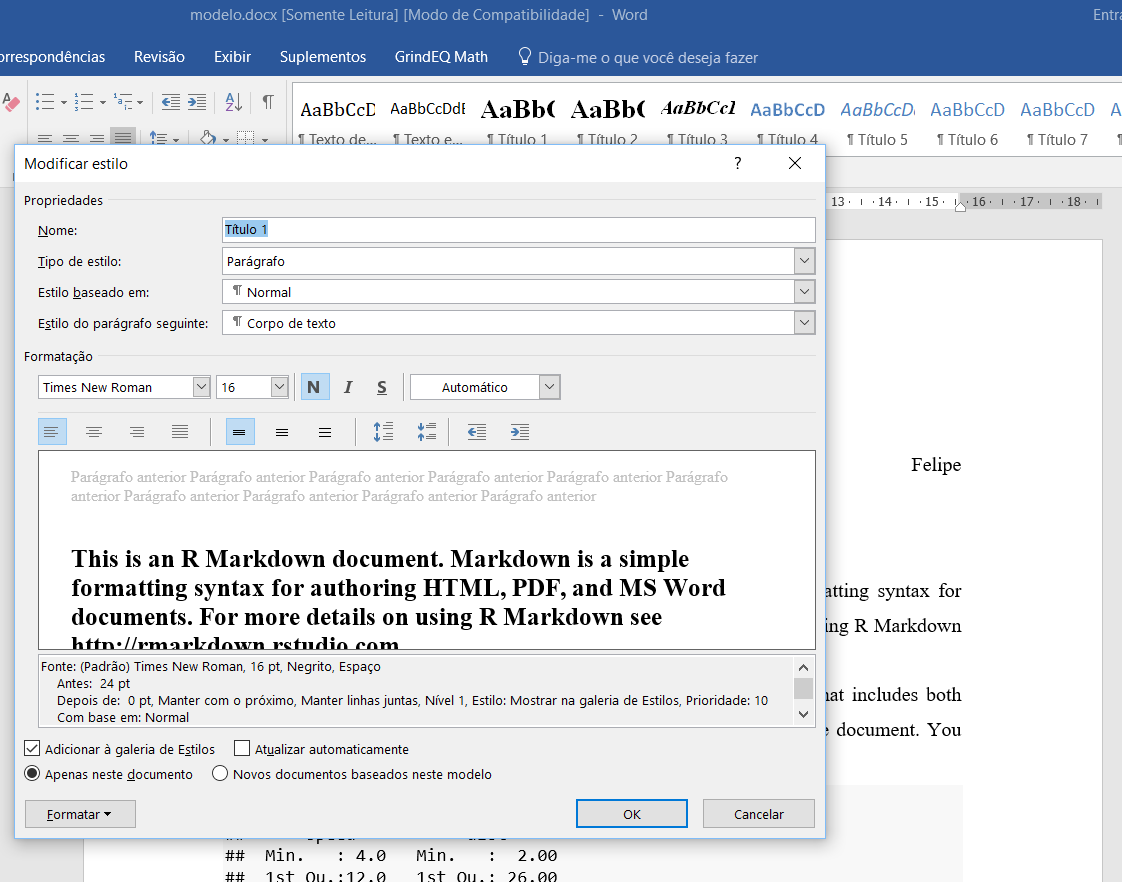 modelo.docx [Somente Leitura] [Modo de Compatibilidade] - Word Entra
orrespondências Revisão Exibir Suplementos GrindEQ Math Diga-me o que você deseja fazer
AaBbCcD AaBbCcDdE AaBb( AaBb( AaBbCcI AaBbCcD AaBbCcD AaBbCcD AaBbCcD A
¶ Texto de... ¶ Texto e... ¶ Título 1 ¶ Título 2 ¶ Título 3 ¶ Título 4 ¶ Título 5 ¶ Título 6 ¶ Título 7
Modificar estilo ? ×
13 14 15 16 17 18
Propriedades
Nome: Título 1
Tipo de estilo: Parágrafo
Estilo baseado em: ¶ Normal
Estilo do parágrafo seguinte: ¶ Corpo de texto
Formatação
Times New Roman 16 N I S Automático
Parágrafo anterior Parágrafo anterior Parágrafo anterior Parágrafo anterior Parágrafo anterior Parágrafo
anterior Parágrafo anterior Parágrafo anterior Parágrafo anterior Parágrafo anterior
This is an R Markdown document. Markdown is a simple
formatting syntax for authoring HTML, PDF, and MS Word
documents. For more details on using R Markdown see
http://rmarkdown.rstudio.com
Fonte: (Padrão) Times New Roman, 16 pt, Negrito, Espaço
Antes: 24 pt
Depois de: 0 pt, Manter com o próximo, Manter linhas juntas, Nível 1, Estilo: Mostrar na galeria de Estilos, Prioridade: 10
Com base em: Normal
Adicionar à galeria de Estilos Atualizar automaticamente
Apenas neste documento Novos documentos baseados neste modelo
Formatar OK Cancelar
Felipe
atting syntax for
ing R Markdown
hat includes both
e document. You
## Min. : 4.0 Min. : 2.00
## 1st Qu.:12.0 1st Qu.: 26.00